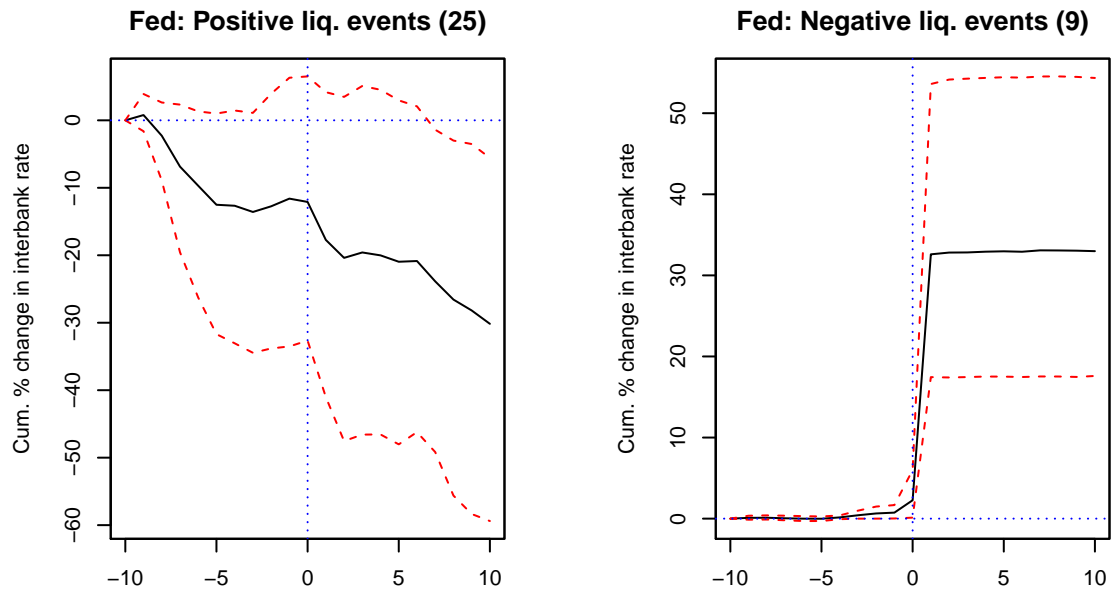 Fed: Positive liq. events (25)
Cum. % change in interbank rate
0
−10
−20
−30
−40
−50
−60
−10 −5 0 5 10
Fed: Negative liq. events (9)
Cum. % change in interbank rate
50
40
30
20
10
0
−10 −5 0 5 10